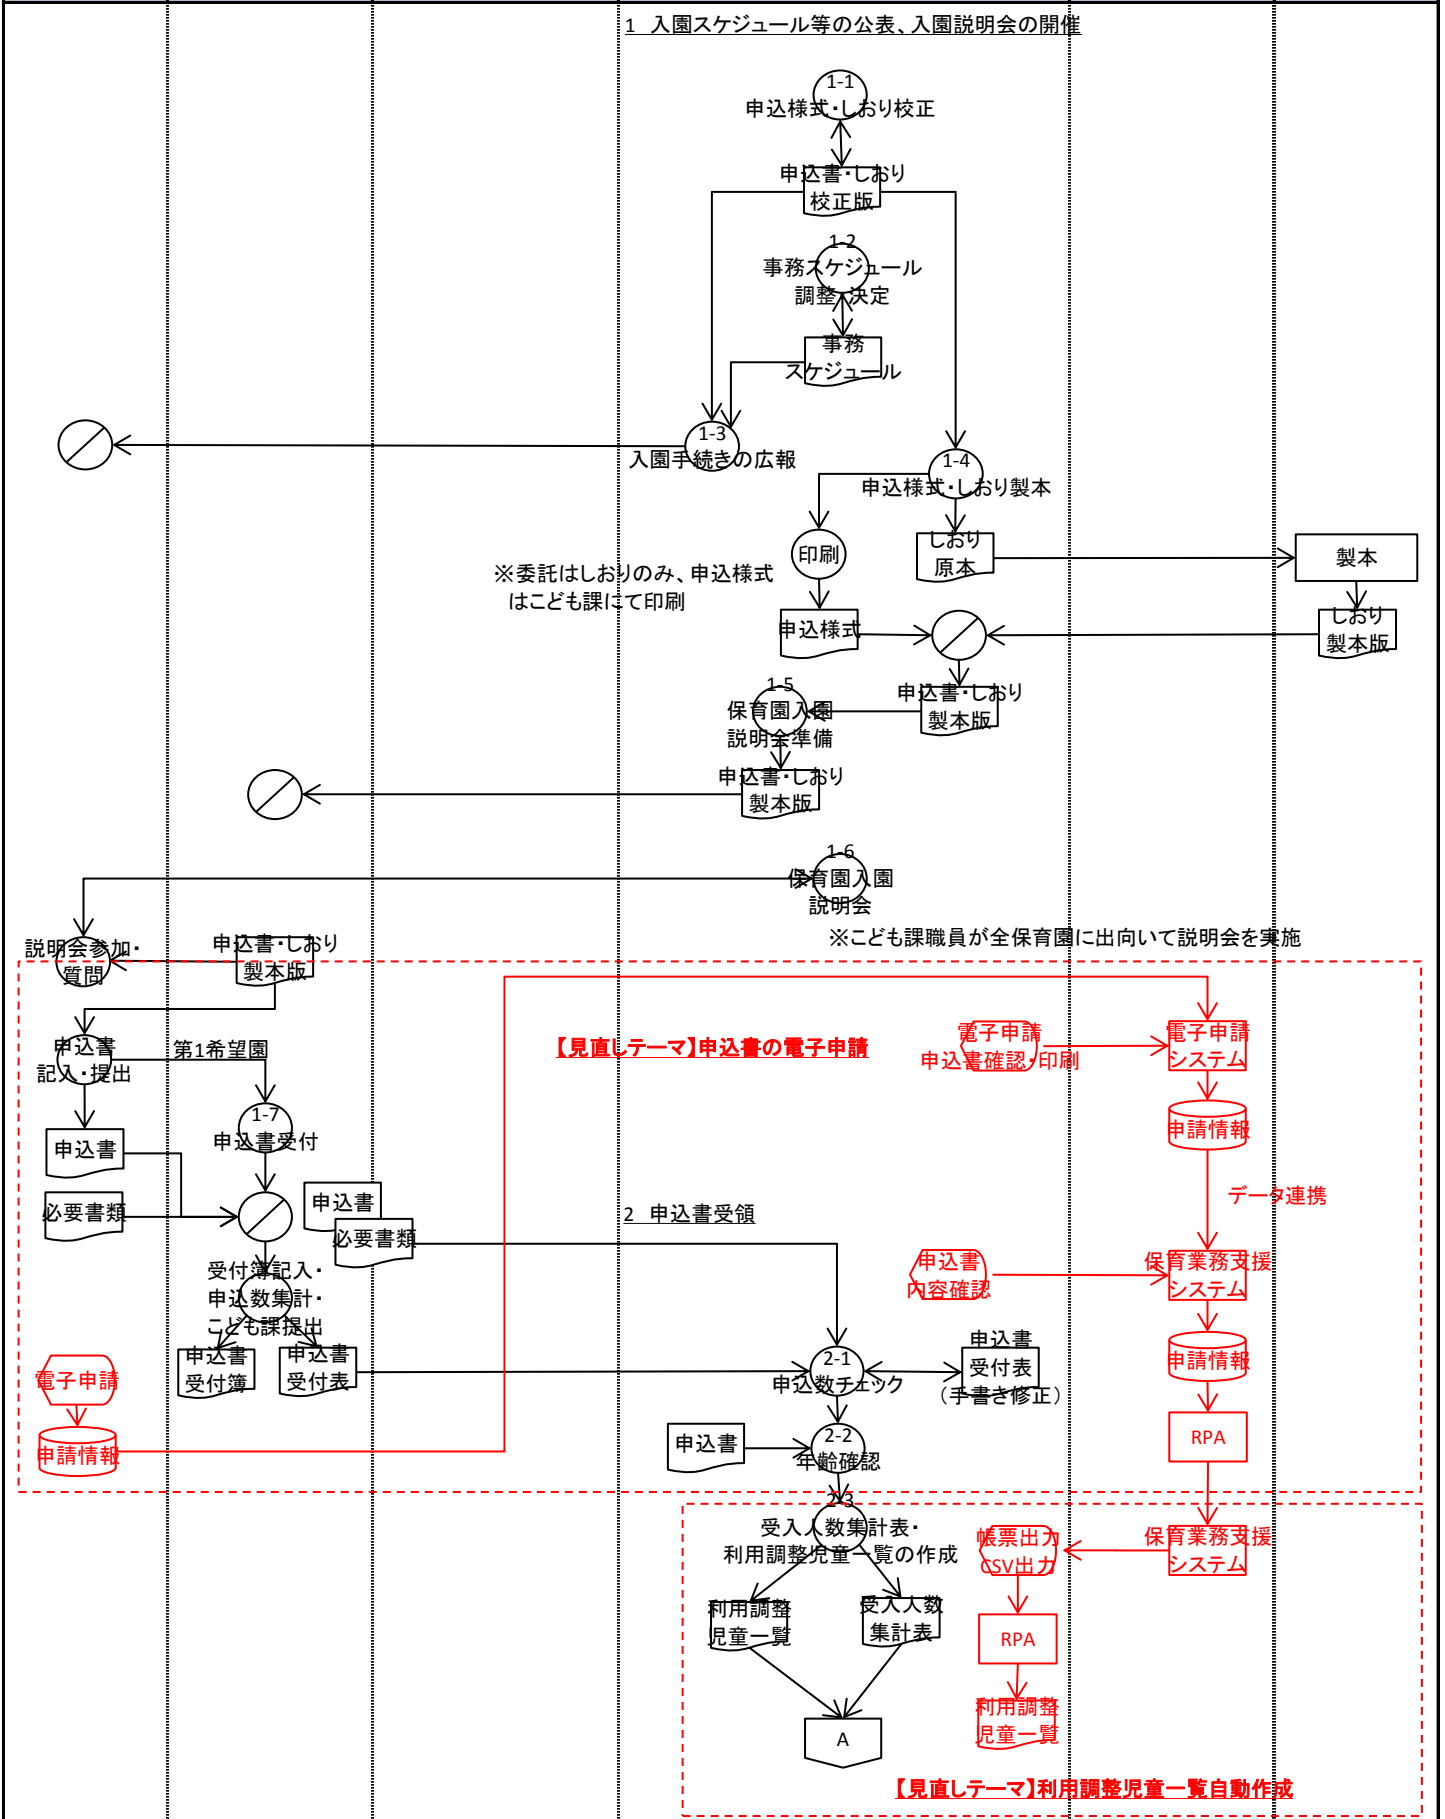 1　入園スケジュール等の公表、入園説明会の開催
1-1
申込様式・しおり校正
申込書・しおり
校正版
1-2
事務スケジュール
調整・決定
事務
スケジュール
1-3
入園手続きの広報
1-4
申込様式・しおり製本
印刷
しおり
原本
製本
※委託はしおりのみ、申込様式
はこども課にて印刷
申込様式
しおり
製本版
申込書・しおり
製本版
1-5
保育園入園
説明会準備
申込書・しおり
製本版
1-6
保育園入園
説明会
※こども課職員が全保育園に出向いて説明会を実施
説明会参加・
質問
申込書・しおり
製本版
申込書
記入・提出
第1希望園
【見直しテーマ】申込書の電子申請
電子申請
申込書確認・印刷
電子申請
システム
1-7
申込書受付
申請情報
申込書
必要書類
申込書
必要書類
2　申込書受領
データ連携
受付簿記入・
申込数集計・
こども課提出
申込書
内容確認
保育業務支援
システム
申込書
受付簿
申込書
受付表
2-1
申込数チェック
申込書
受付表
（手書き修正）
申請情報
電子申請
申請情報
申込書
2-2
年齢確認
RPA
2-3
受入人数集計表・
利用調整児童一覧の作成
帳票出力
CSV出力
保育業務支援
システム
利用調整
児童一覧
受入人数
集計表
RPA
利用調整
児童一覧
A
【見直しテーマ】利用調整児童一覧自動作成